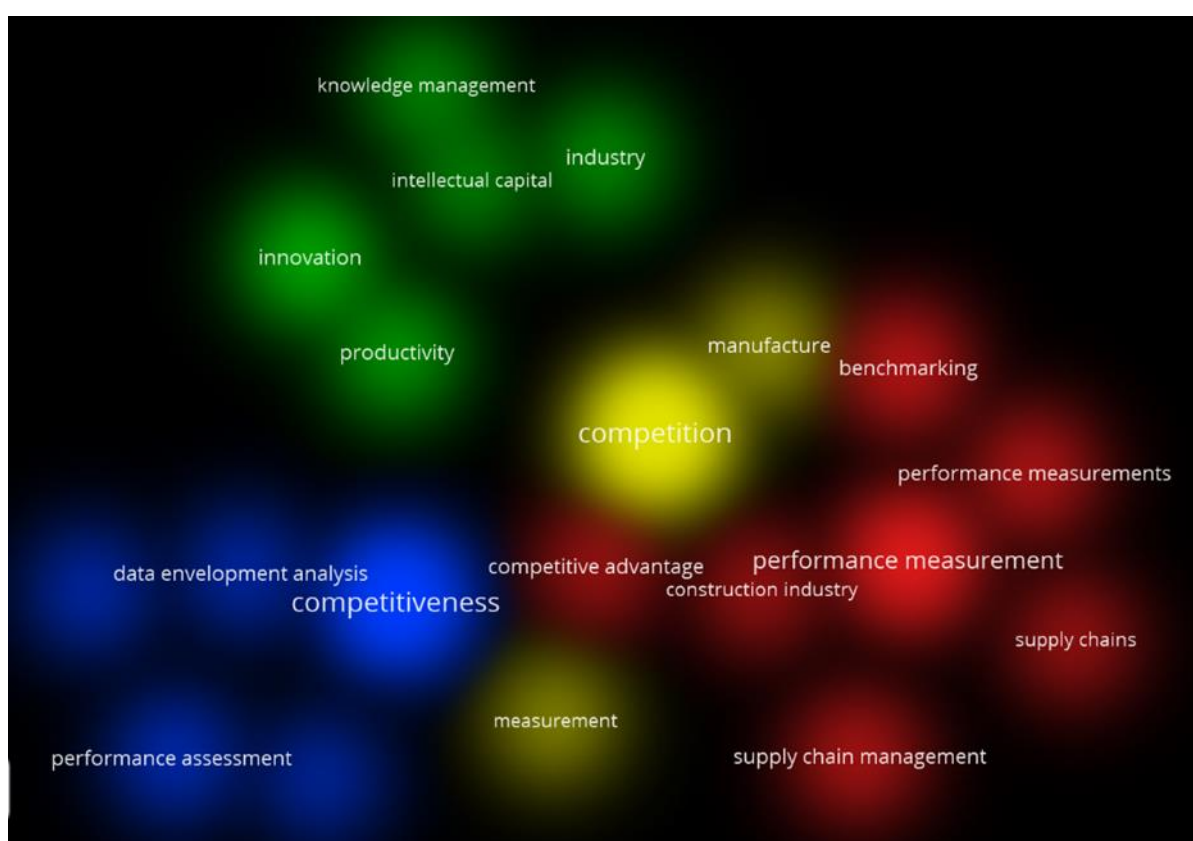 knowledge management
industry
intellectual capital
innovation
productivity
manufacture
benchmarking
competition
performance measurements
performance measurement
competitive advantage
data envelopment analysis
construction industry
competitiveness
supply chains
measurement
supply chain management
performance assessment